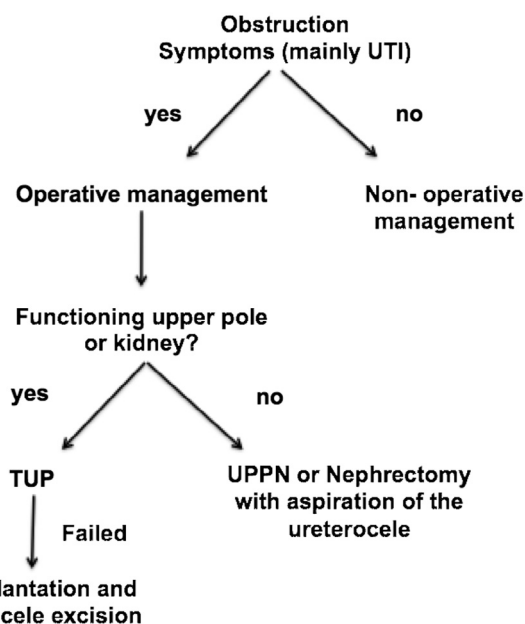 Obstruction
Symptoms (mainly UTI)
yes
no
Operative management
Non- operative
management
Functioning upper pole
or kidney?
yes
no
TUP
UPPN or Nephrectomy
with aspiration of the
ureterocele
Failed
lantation and
cele excision